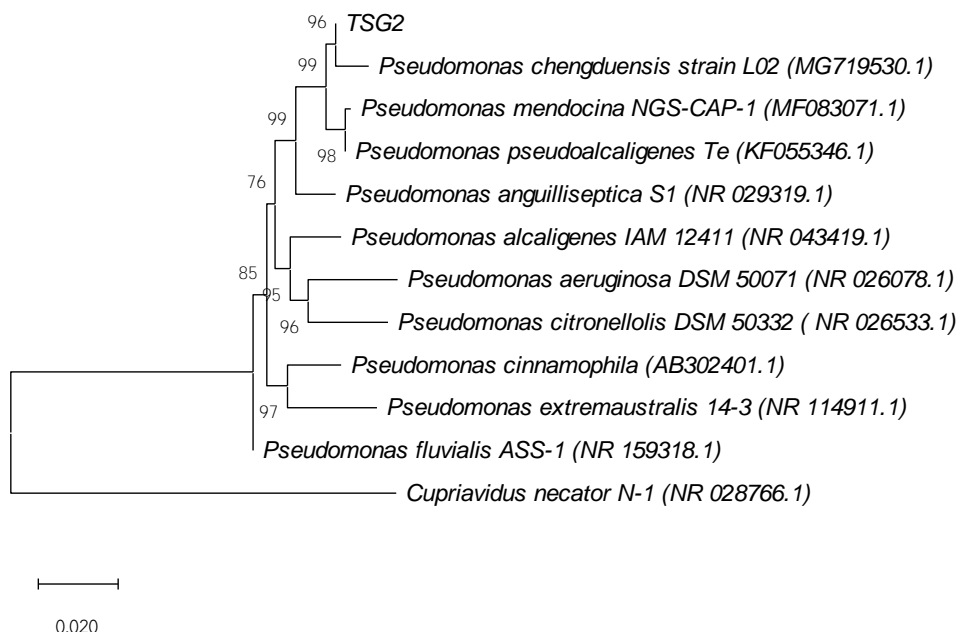 96
TSG2
99
Pseudomonas chengduensis strain L02 (MG719530.1)
99
Pseudomonas mendocina NGS-CAP-1 (MF083071.1)
98
Pseudomonas pseudoalcaligenes Te (KF055346.1)
76
Pseudomonas anguilliseptica S1 (NR 029319.1)
Pseudomonas alcaligenes IAM 12411 (NR 043419.1)
85
95
Pseudomonas aeruginosa DSM 50071 (NR 026078.1)
96
Pseudomonas citronellolis DSM 50332 ( NR 026533.1)
Pseudomonas cinnamophila (AB302401.1)
97
Pseudomonas extremaustralis 14-3 (NR 114911.1)
Pseudomonas fluvialis ASS-1 (NR 159318.1)
Cupriavidus necator N-1 (NR 028766.1)
0.020